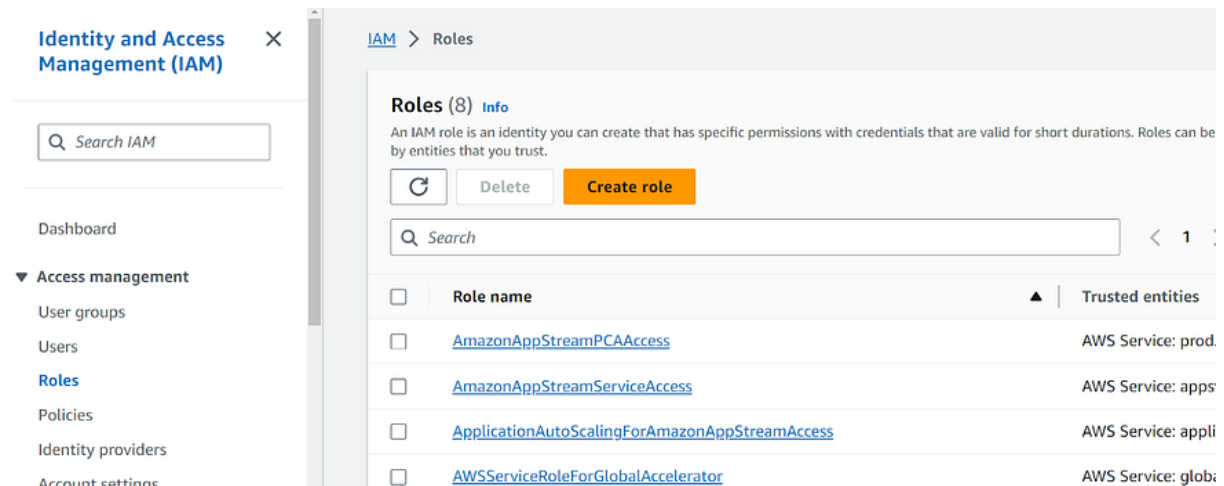 Identity and Access
Management (IAM)
Search IAM
Dashboard
Access management
User groups
Users
Roles
Policies
Identity providers
Account settings
IAM > Roles
Roles (8) Info
An IAM role is an identity you can create that has specific permissions with credentials that are valid for short durations. Roles can be
by entities that you trust.
Delete Create role
Search
1
Role name Trusted entities
AmazonAppStreamPCAAccess AWS Service: prod.
AmazonAppStreamServiceAccess AWS Service: apps
ApplicationAutoScalingForAmazonAppStreamAccess AWS Service: appli
AWSServiceRoleForGlobalAccelerator AWS Service: globa